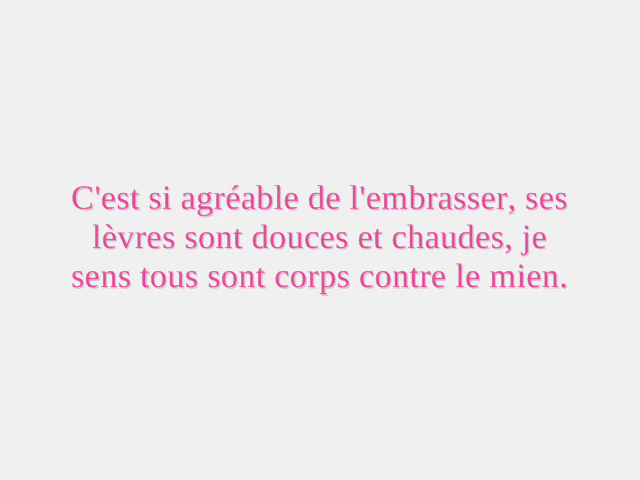 C'est si agréable de l'embrasser, ses
lèvres sont douces et chaudes, je
sens tous sont corps contre le mien.